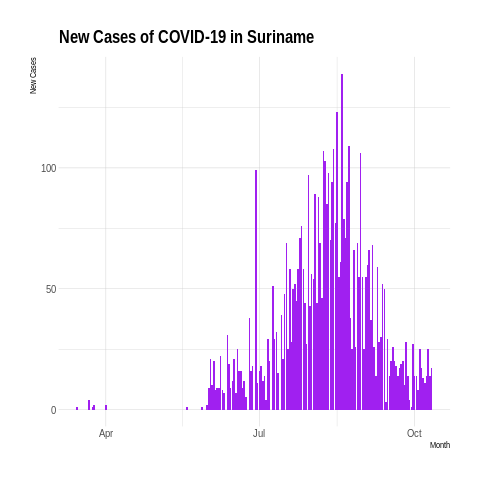 New Cases of COVID-19 in Suriname
New Cases
100
50
0
Apr
Jul
Oct
Month